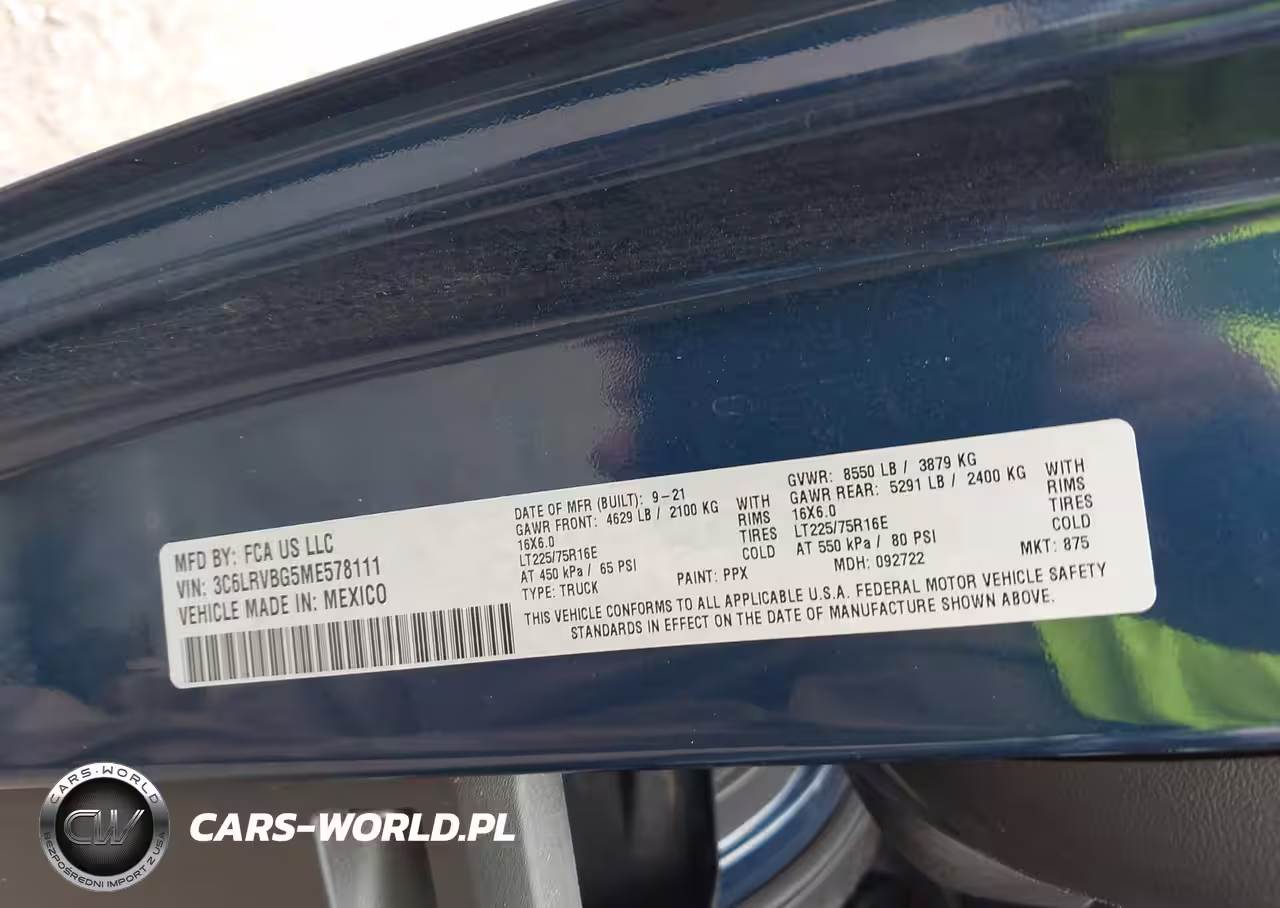 MFD BY: FCA US LLC
VIN: 3C6LRVBG5ME578111
VEHICLE MADE IN: MEXICO
DATE OF MFR (BUILT): 9-21
GAWR FRONT: 4629 LB / 2100 KG WITH
16X6.0 RIMS
LT225/75R16E TIRES
AT 450 kPa / 65 PSI COLD
TYPE: TRUCK PAINT: PPX
GVWR: 8550 LB / 3879 KG
GAWR REAR: 5291 LB / 2400 KG WITH
16X6.0 RIMS
LT225/75R16E TIRES
AT 550 kPa / 80 PSI COLD
MDH: 092722 MKT: 875
THIS VEHICLE CONFORMS TO ALL APPLICABLE U.S.A. FEDERAL MOTOR VEHICLE SAFETY
STANDARDS IN EFFECT ON THE DATE OF MANUFACTURE SHOWN ABOVE.
CARS-WORLD
CW
BEZPOŚREDNI IMPORT Z USA
CARS-WORLD.PL